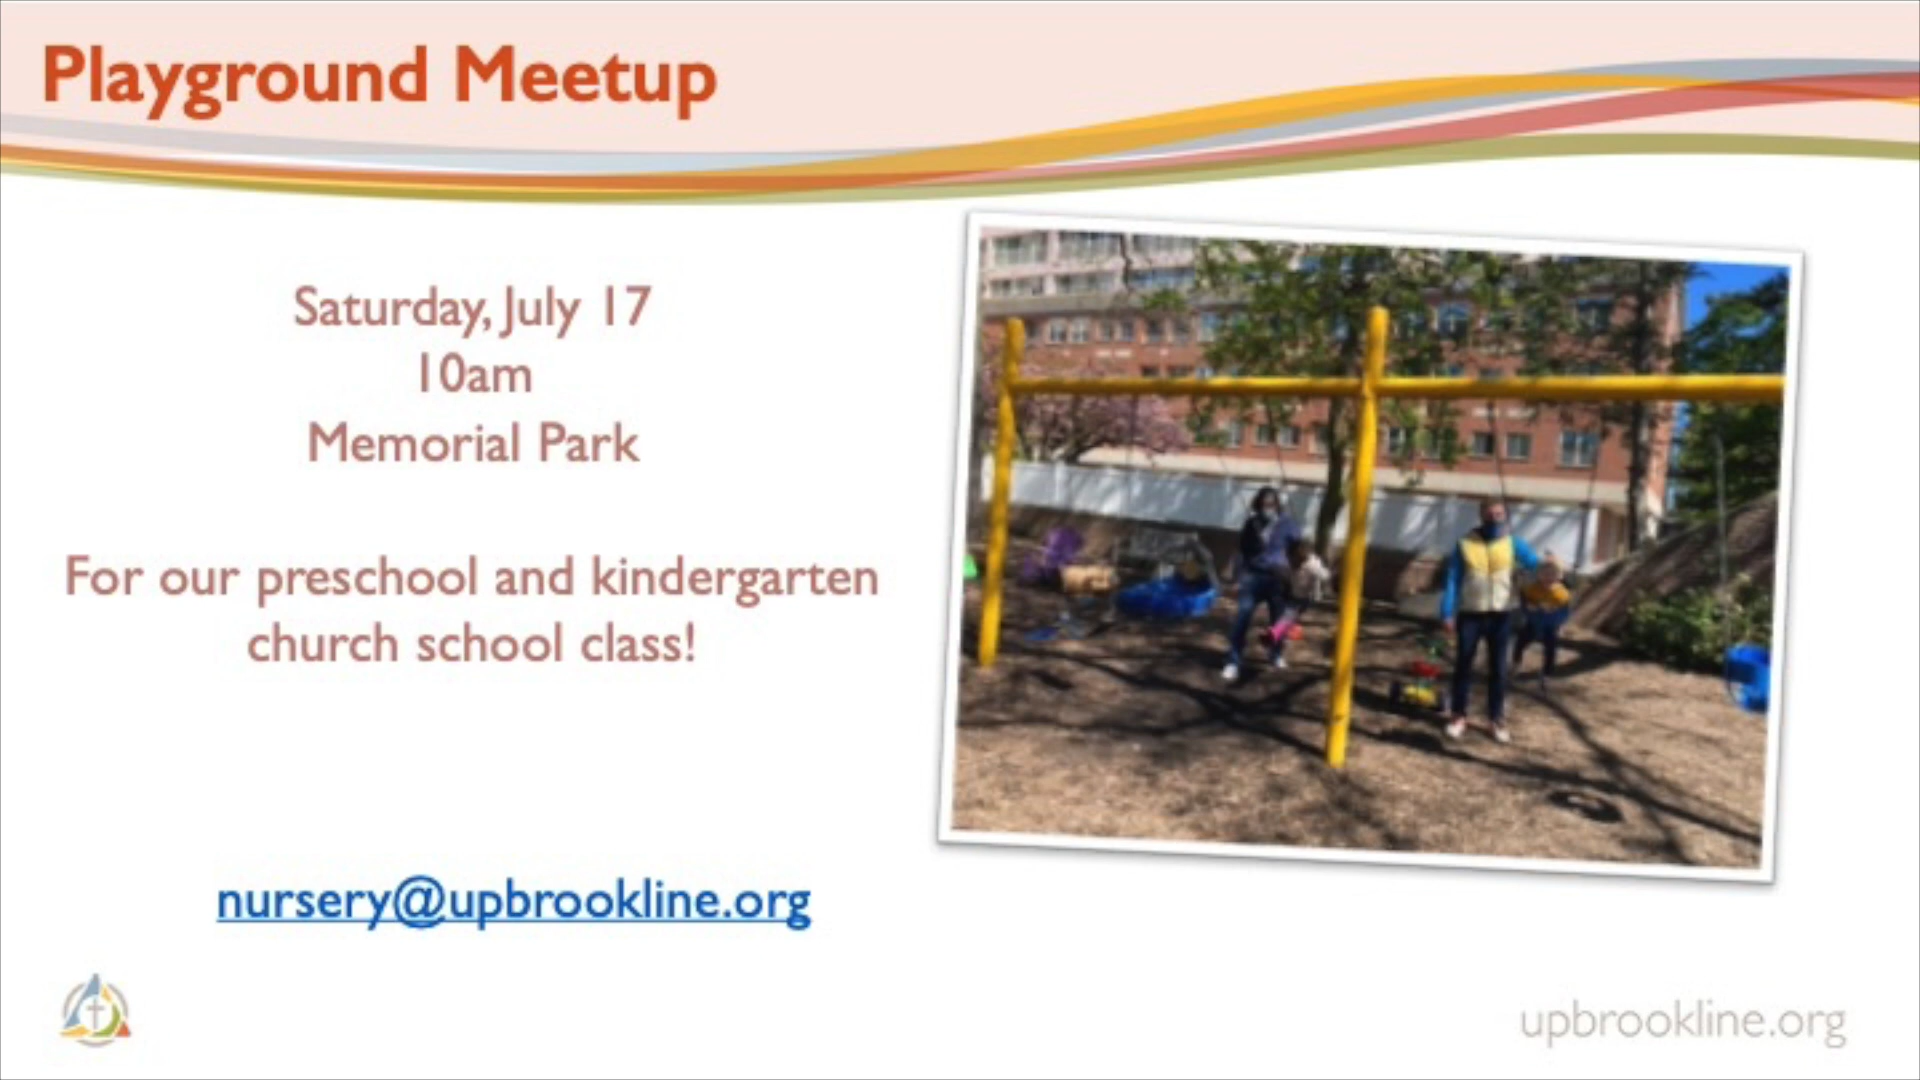 Playground Meetup
Saturday, July 17
10am
Memorial Park
For our preschool and kindergarten
church school class!
nursery@upbrookline.org
upbrookline.org